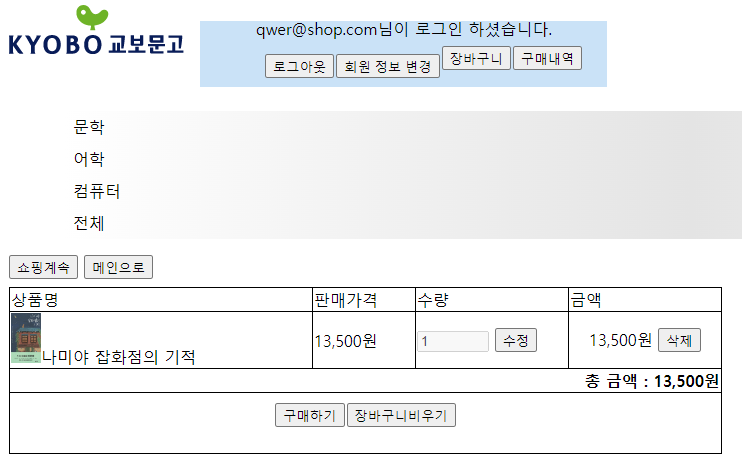 KYOBO 교보문고
qwer@shop.com님이 로그인 하셨습니다.
로그아웃 회원 정보 변경 장바구니 구매내역
문학
어학
컴퓨터
전체
쇼핑계속 메인으로
상품명 판매가격 수량 금액
나미야 잡화점의 기적 13,500원 1 수정 13,500원 삭제
총 금액 : 13,500원
구매하기 장바구니비우기